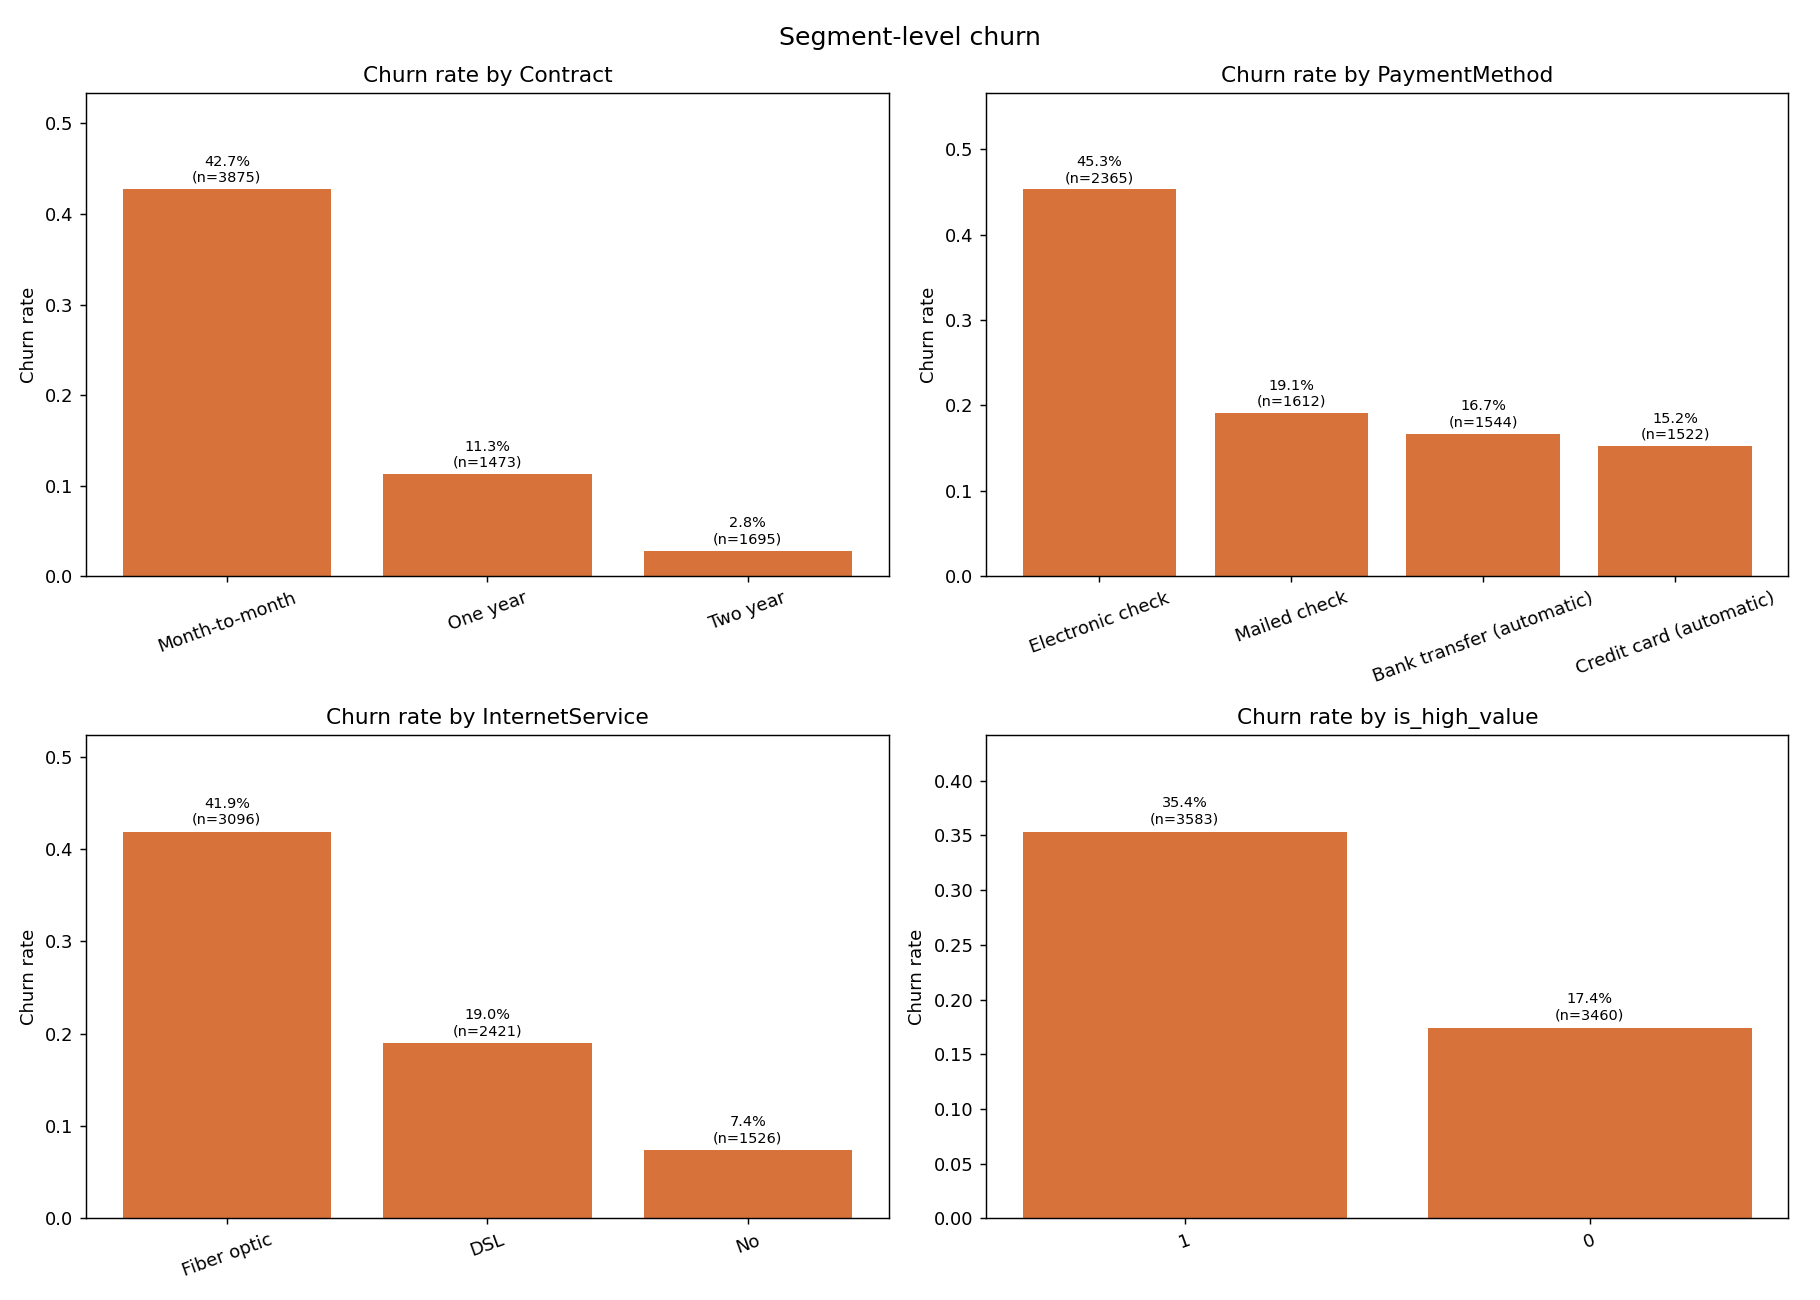 Segment-level churn
Churn rate by Contract
Churn rate
0.5
0.4
0.3
0.2
0.1
0.0
42.7%
(n=3875)
11.3%
(n=1473)
2.8%
(n=1695)
Month-to-month
One year
Two year
Churn rate by PaymentMethod
Churn rate
0.5
0.4
0.3
0.2
0.1
0.0
45.3%
(n=2365)
19.1%
(n=1612)
16.7%
(n=1544)
15.2%
(n=1522)
Electronic check
Mailed check
Bank transfer (automatic)
Credit card (automatic)
Churn rate by InternetService
Churn rate
0.5
0.4
0.3
0.2
0.1
0.0
41.9%
(n=3096)
19.0%
(n=2421)
7.4%
(n=1526)
Fiber optic
DSL
No
Churn rate by is_high_value
Churn rate
0.40
0.35
0.30
0.25
0.20
0.15
0.10
0.05
0.00
35.4%
(n=3583)
17.4%
(n=3460)
1
0